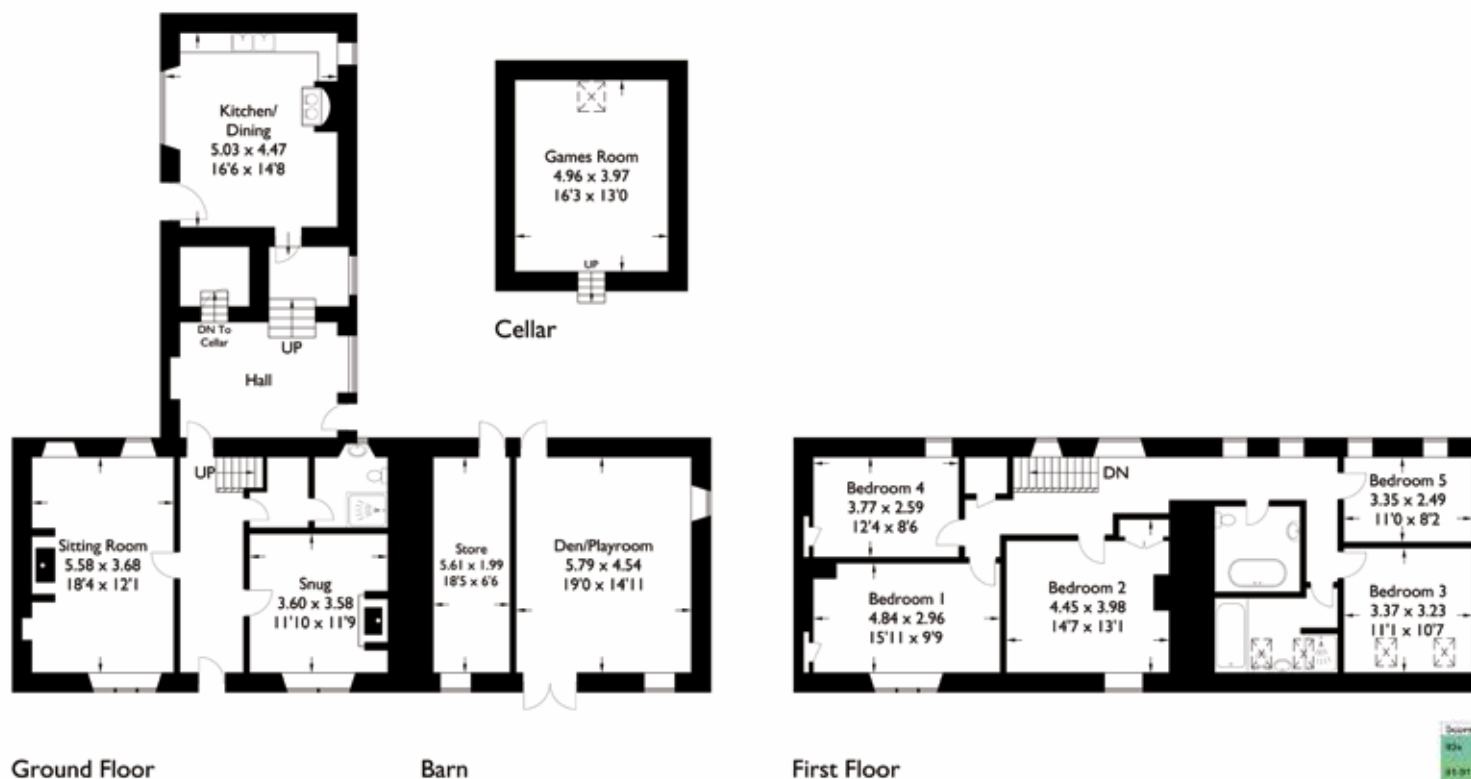 Kitchen/
Dining
5.03 x 4.47
16'6 x 14'8
Games Room
4.96 x 3.97
16'3 x 13'0
UP
Cellar
DN To
Cellar
UP
Hall
UP
Sitting Room
5.58 x 3.68
18'4 x 12'1
Snug
3.60 x 3.58
11'10 x 11'9
Store
5.61 x 1.99
18'5 x 6'6
Den/Playroom
5.79 x 4.54
19'0 x 14'11
Bedroom 4
3.77 x 2.59
12'4 x 8'6
DN
Bedroom 5
3.35 x 2.49
11'0 x 8'2
Bedroom 1
4.84 x 2.96
15'11 x 9'9
Bedroom 2
4.45 x 3.98
14'7 x 13'1
Bedroom 3
3.37 x 3.23
11'1 x 10'7
Ground Floor
Barn
First Floor